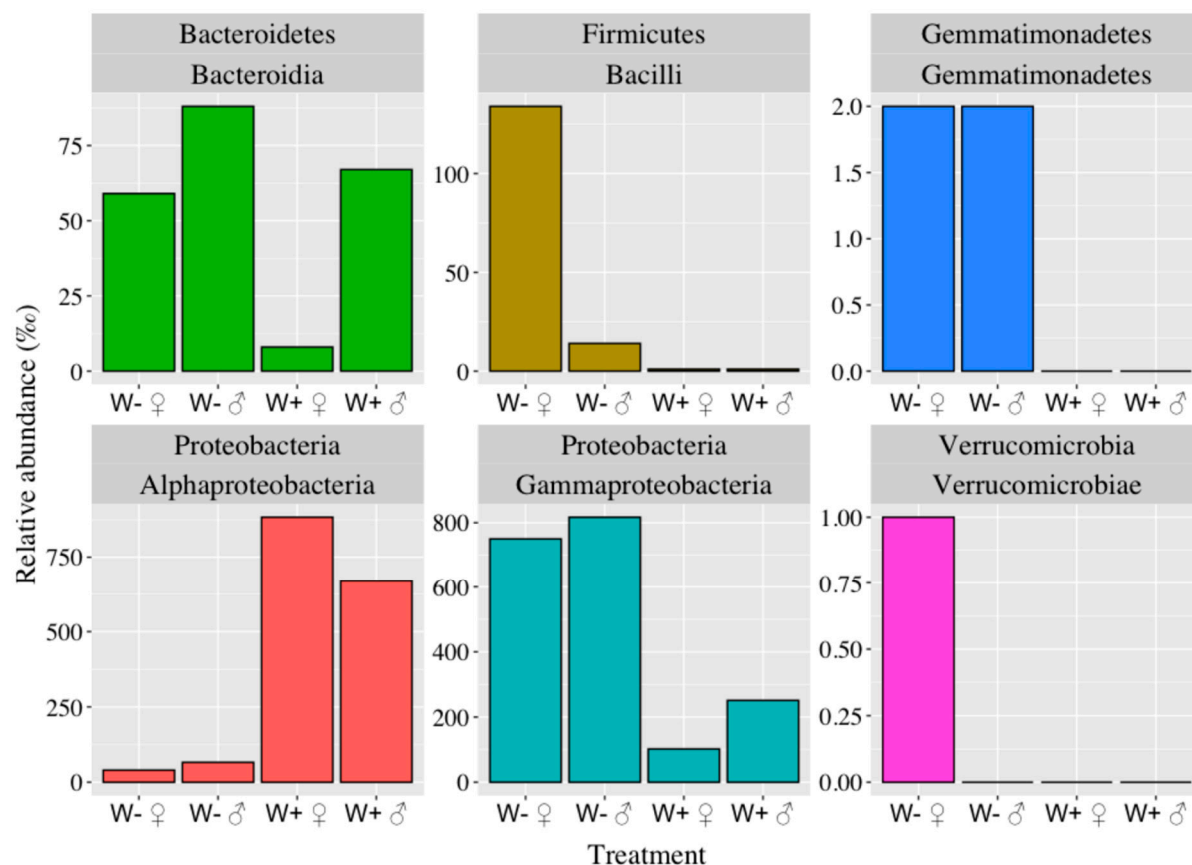 Bacteroidetes
Bacteroidia
75
50
25
0
W- ♀ W- ♂ W+ ♀ W+ ♂
Firmicutes
Bacilli
100
50
0
W- ♀ W- ♂ W+ ♀ W+ ♂
Gemmatimonadetes
Gemmatimonadetes
2.0
1.5
1.0
0.5
0.0
W- ♀ W- ♂ W+ ♀ W+ ♂
Relative abundance (‰)
Proteobacteria
Alphaproteobacteria
750
500
250
0
W- ♀ W- ♂ W+ ♀ W+ ♂
Proteobacteria
Gammaproteobacteria
800
600
400
200
0
W- ♀ W- ♂ W+ ♀ W+ ♂
Verrucomicrobia
Verrucomicrobiae
1.00
0.75
0.50
0.25
0.00
W- ♀ W- ♂ W+ ♀ W+ ♂
Treatment